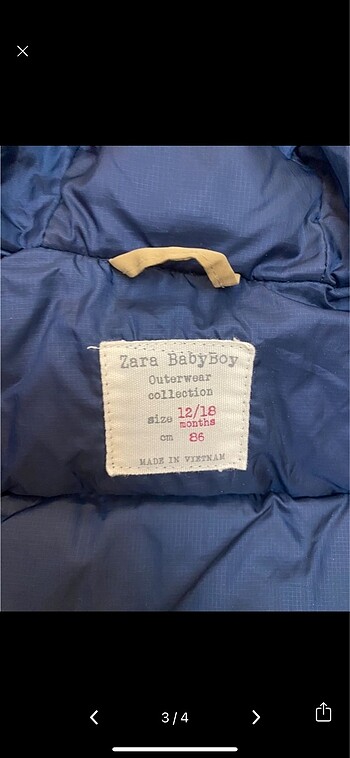 Zara BabyBoy
Outerwear
collection
size 12/18
months
cm 86
MADE IN VIETNAM
3/4